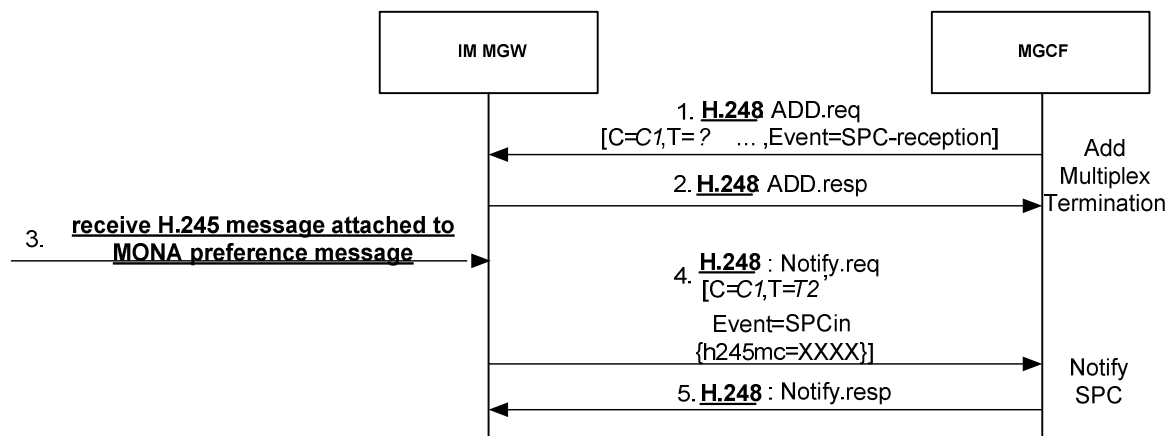 IM MGW
MGCF
1. H.248: ADD.req
[C=C1,T=? ... ,Event=SPC-reception]
Add
Multiplex
Termination
2. H.248: ADD.resp
3. receive H.245 message attached to
MONA preference message
4. H.248 : Notify.req
[C=C1,T=T2,
Event=SPCin
{h245mc=XXXX}]
Notify
SPC
5. H.248 : Notify.resp